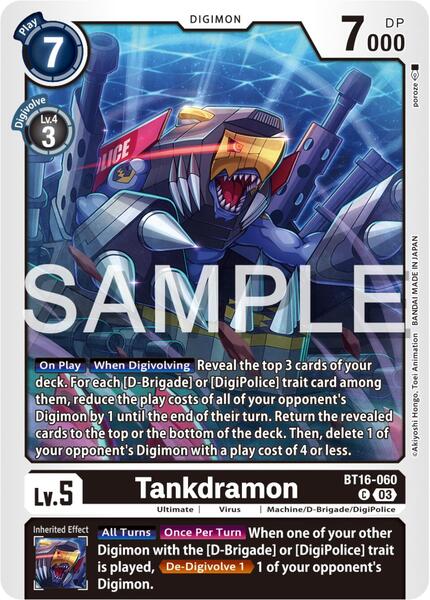 DIGIMON
Play
7
7000 DP
Digivolve
Lv.4
3
poroze
POLICE
SAMPLE
©Akiyoshi Hongo, Toei Animation BANDAI MADE IN JAPAN
On Play When Digivolving Reveal the top 3 cards of your
deck. For each [D-Brigade] or [DigiPolice] trait card among
them, reduce the play costs of all of your opponent's
Digimon by 1 until the end of their turn. Return the revealed
cards to the top or the bottom of the deck. Then, delete 1 of
your opponent's Digimon with a play cost of 4 or less.
Lv.5
Tankdramon
BT16-060
C 03
Ultimate Virus Machine/D-Brigade/DigiPolice
Inherited Effect
All Turns Once Per Turn When one of your other
Digimon with the [D-Brigade] or [DigiPolice] trait
is played, De-Digivolve 1 1 of your opponent's
Digimon.